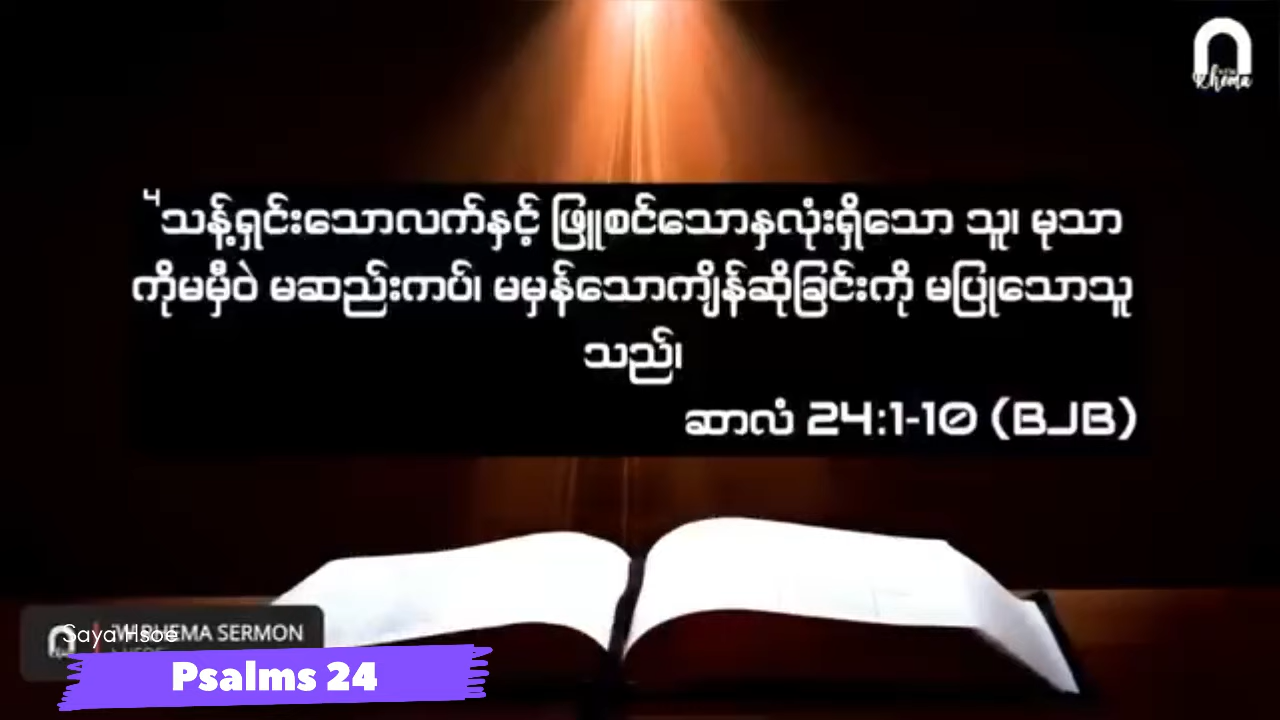 Rhema
⁴သန့်ရှင်းသောလက်နှင့် ဖြူစင်သောနှလုံးရှိသော သူ၊ မုသာ
ကိုမမှီဝဲ မဆည်းကပ်၊ မမှန်သောကျိန်ဆိုခြင်းကို မပြုသောသူ
သည်၊
ဆာလံ 24:1-10 (BJB)
Saya Hsoe
RHEMA SERMON
Psalms 24